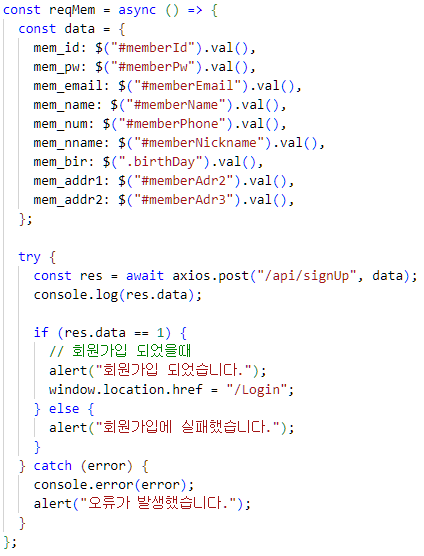 const reqMem = async () => {
const data = {
mem_id: $("#memberId").val(),
mem_pw: $("#memberPw").val(),
mem_email: $("#memberEmail").val(),
mem_name: $("#memberName").val(),
mem_num: $("#memberPhone").val(),
mem_nname: $("#memberNickname").val(),
mem_bir: $(".birthDay").val(),
mem_addr1: $("#memberAdr2").val(),
mem_addr2: $("#memberAdr3").val(),
};
try {
const res = await axios.post("/api/signUp", data);
console.log(res.data);
if (res.data == 1) {
// 회원가입 되었을때
alert("회원가입 되었습니다.");
window.location.href = "/Login";
} else {
alert("회원가입에 실패했습니다.");
}
} catch (error) {
console.error(error);
alert("오류가 발생했습니다.");
}
};